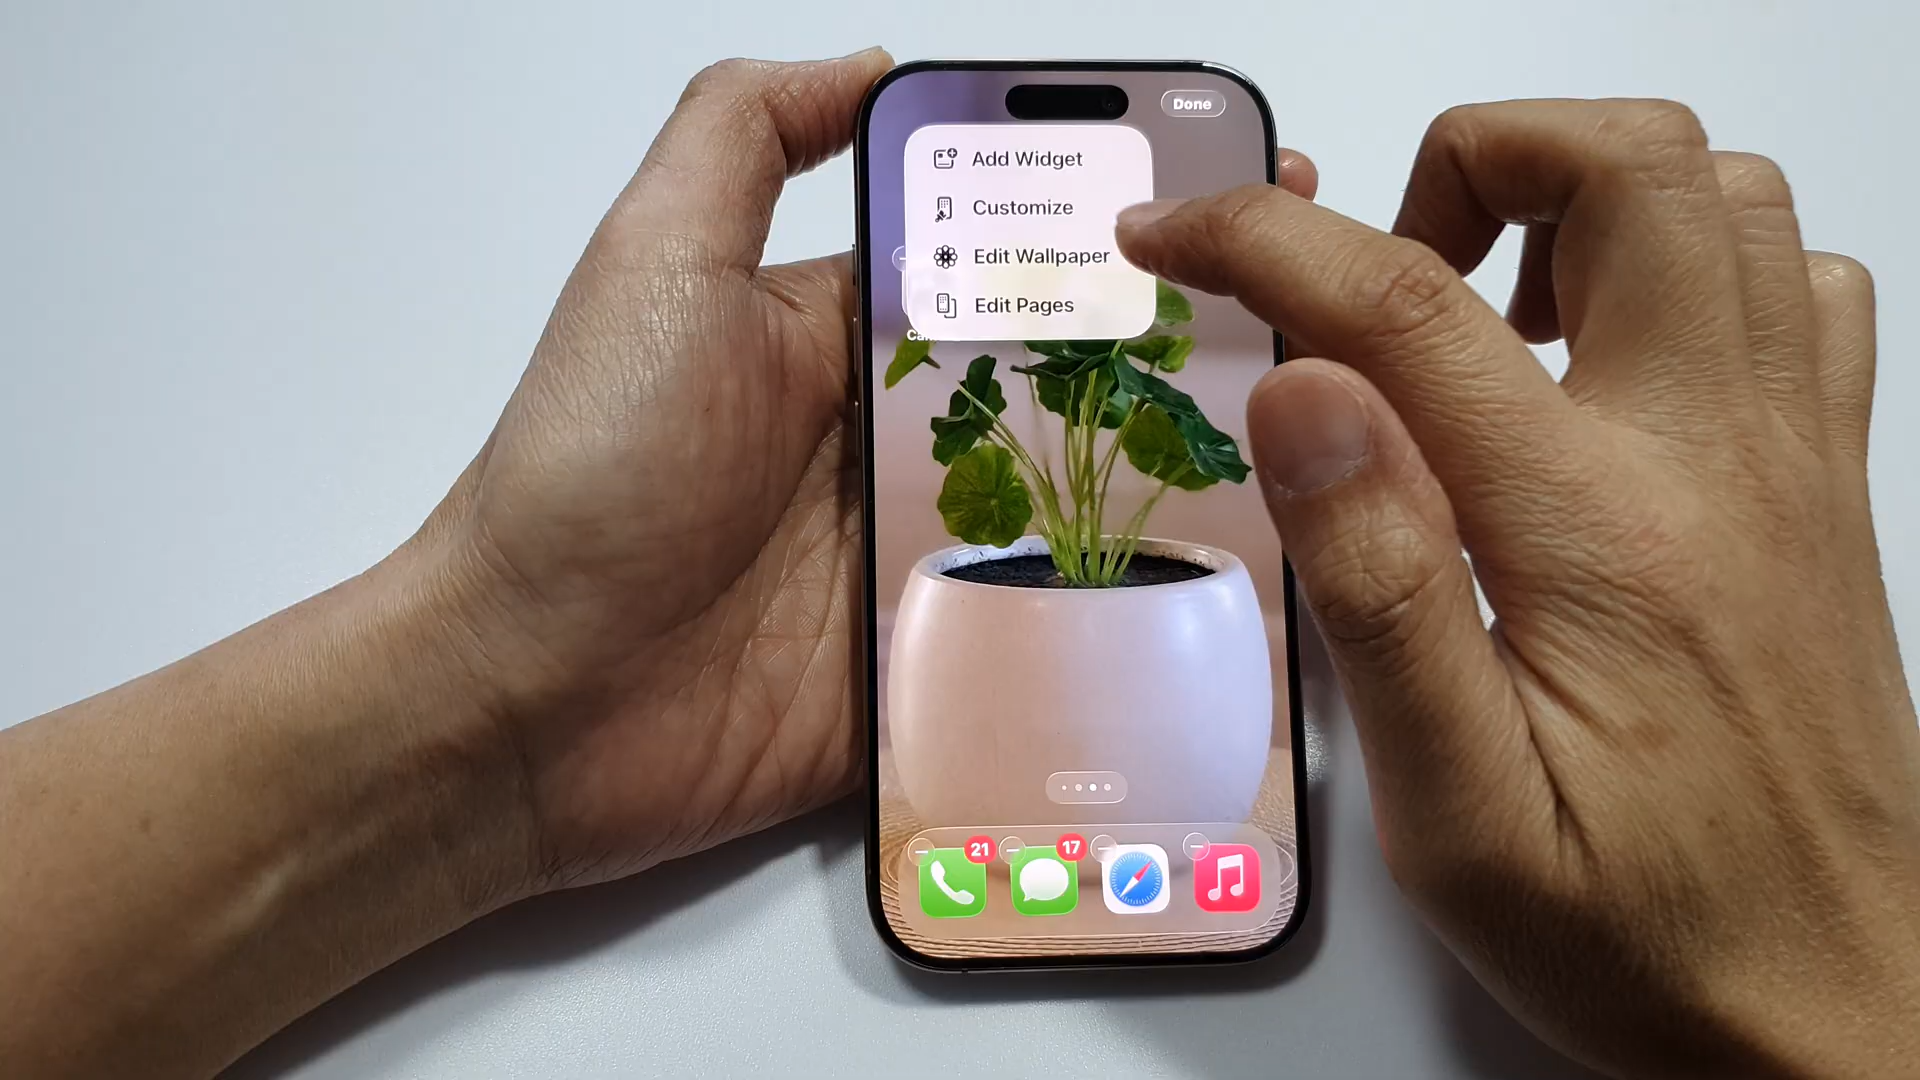 Done
Add Widget
Customize
Edit Wallpaper
Edit Pages
21
17